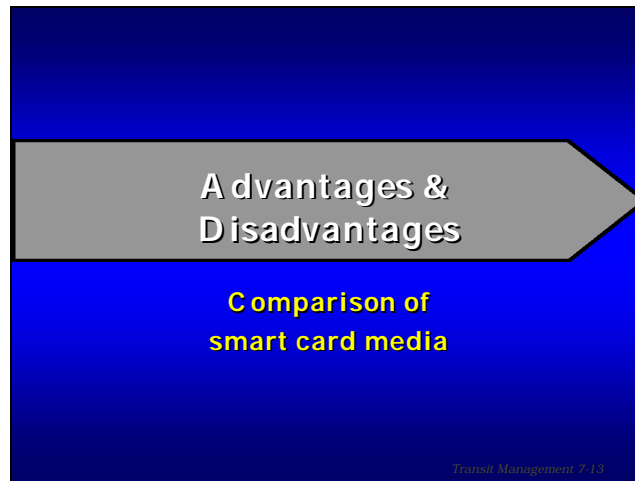 Advantages &
Disadvantages
Comparison of
smart card media
Transit Management 7-13